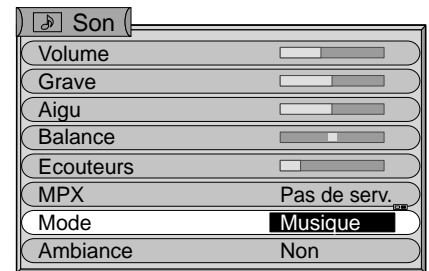 Son
Volume
Grave
Aigu
Balance
Ecouteurs
MPX Pas de serv.
Mode Musique
Ambiance Non